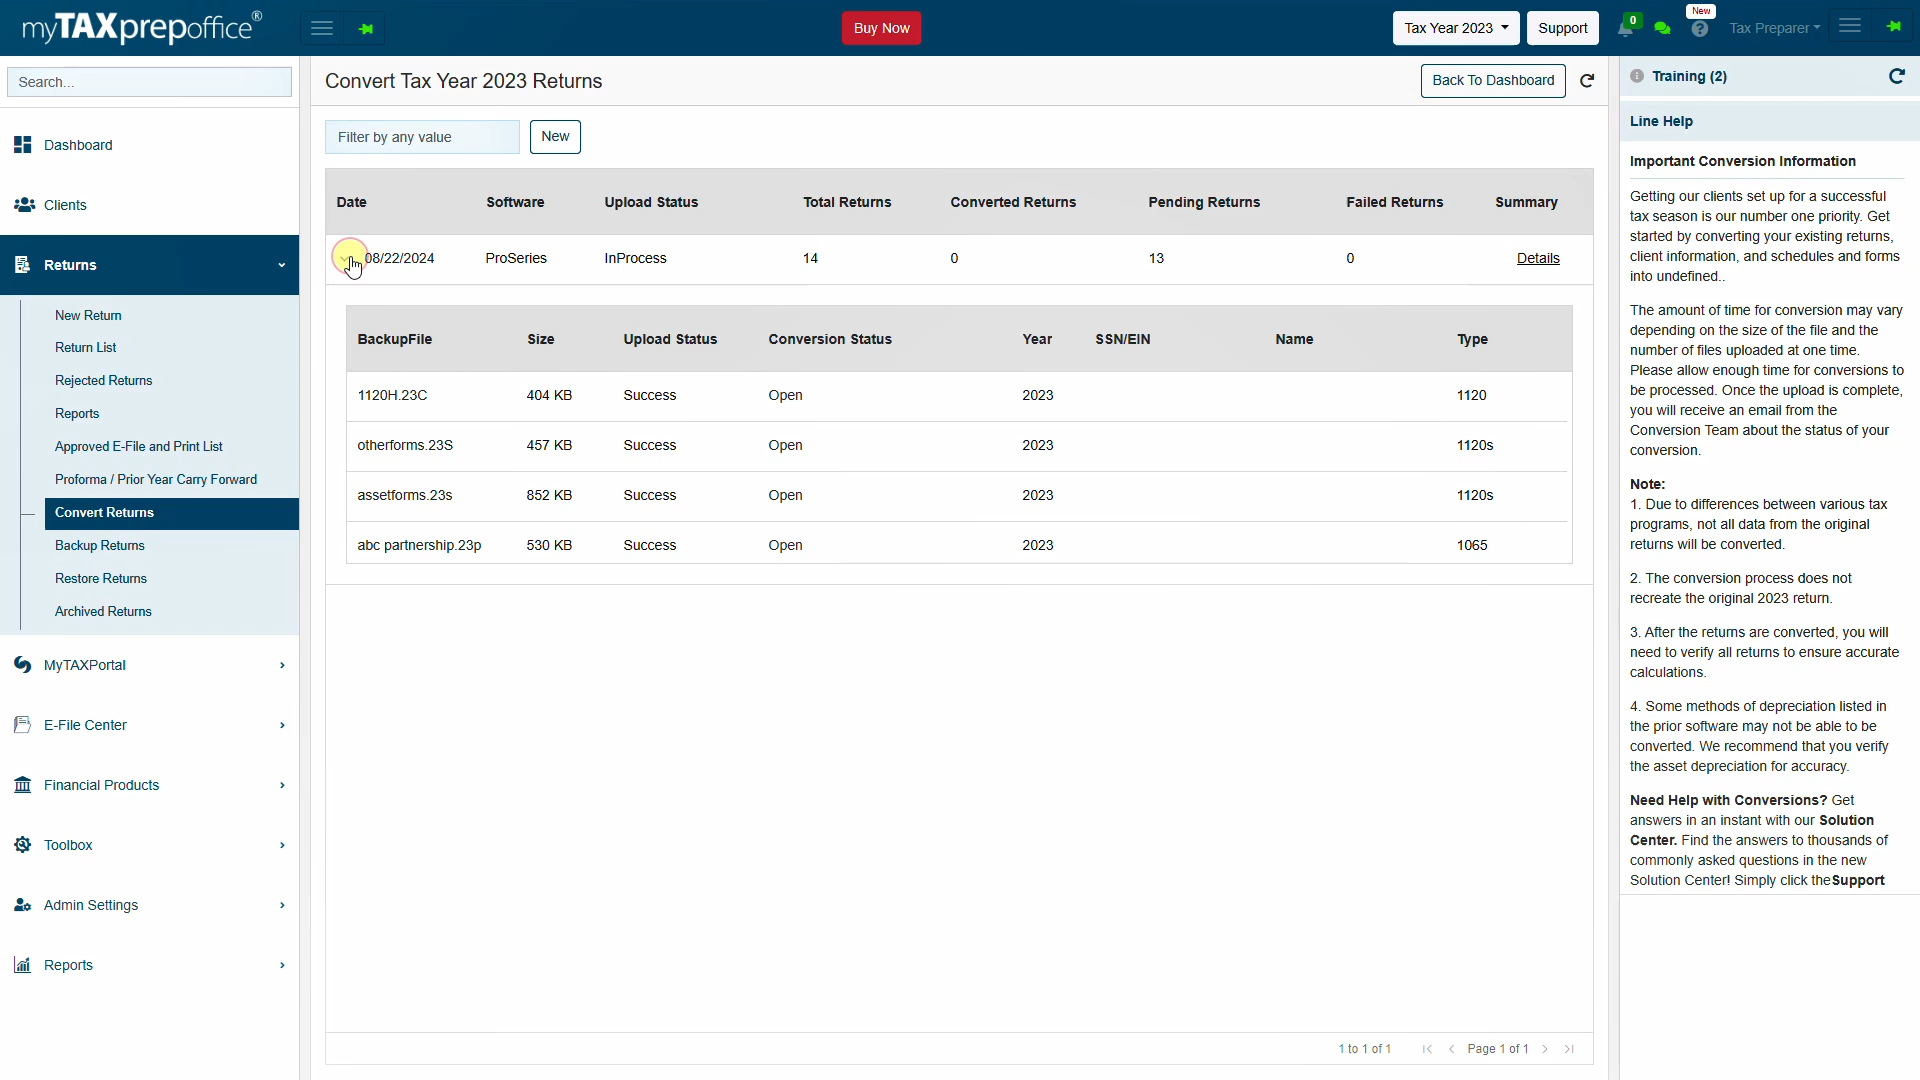 myTAXprepoffice®
Buy Now
Tax Year 2023
Support
0
New
Tax Preparer
Search...
Dashboard
Clients
Returns
New Return
Return List
Rejected Returns
Reports
Approved E-File and Print List
Proforma / Prior Year Carry Forward
Convert Returns
Backup Returns
Restore Returns
Archived Returns
MyTAXPortal
E-File Center
Financial Products
Toolbox
Admin Settings
Reports
Convert Tax Year 2023 Returns
Back To Dashboard
Filter by any value
New
Date Software Upload Status Total Returns Converted Returns Pending Returns Failed Returns Summary
08/22/2024 ProSeries InProcess 14 0 13 0 Details
BackupFile Size Upload Status Conversion Status Year SSN/EIN Name Type
1120H.23C 404 KB Success Open 2023 1120
otherforms.23S 457 KB Success Open 2023 1120s
assetforms.23s 852 KB Success Open 2023 1120s
abc partnership.23p 530 KB Success Open 2023 1065
1 to 1 of 1 Page 1 of 1
Training (2)
Line Help
Important Conversion Information
Getting our clients set up for a successful
tax season is our number one priority. Get
started by converting your existing returns,
client information, and schedules and forms
into undefined..
The amount of time for conversion may vary
depending on the size of the file and the
number of files uploaded at one time.
Please allow enough time for conversions to
be processed. Once the upload is complete,
you will receive an email from the
Conversion Team about the status of your
conversion.
Note:
1. Due to differences between various tax
programs, not all data from the original
returns will be converted.
2. The conversion process does not
recreate the original 2023 return.
3. After the returns are converted, you will
need to verify all returns to ensure accurate
calculations.
4. Some methods of depreciation listed in
the prior software may not be able to be
converted. We recommend that you verify
the asset depreciation for accuracy.
Need Help with Conversions? Get
answers in an instant with our Solution
Center. Find the answers to thousands of
commonly asked questions in the new
Solution Center! Simply click theSupport